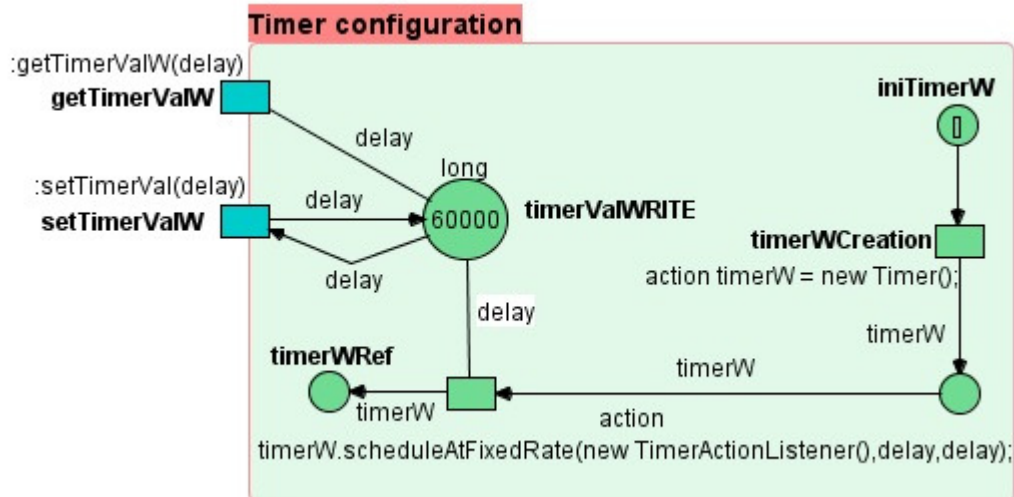 Timer configuration
:getTimerValW(delay)
getTimerValW
delay
iniTimerW
[]
long
:setTimerVal(delay)
setTimerValW
delay
60000
timerValWRITE
delay
timerWCreation
action timerW = new Timer();
delay
timerW
timerWRef
timerW
timerW
action
timerW.scheduleAtFixedRate(new TimerActionListener(),delay,delay);